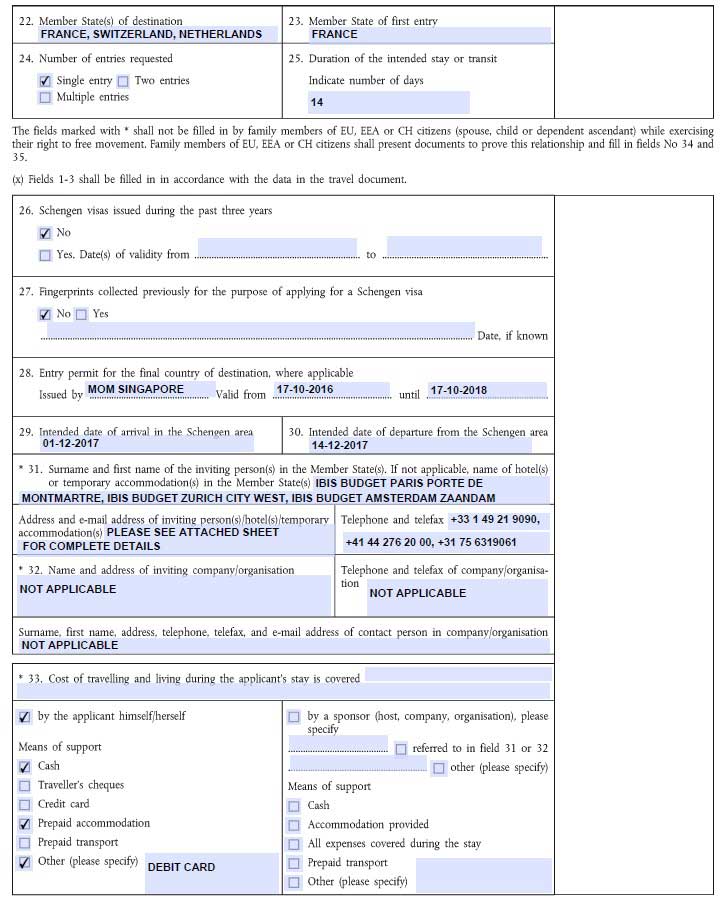 22. Member State(s) of destination
FRANCE, SWITZERLAND, NETHERLANDS
23. Member State of first entry
FRANCE
24. Number of entries requested
Single entry Two entries
Multiple entries
25. Duration of the intended stay or transit
Indicate number of days
14
The fields marked with * shall not be filled in by family members of EU, EEA or CH citizens (spouse, child or dependent ascendant) while exercising
their right to free movement. Family members of EU, EEA or CH citizens shall present documents to prove this relationship and fill in fields No 34 and
35.
(x) Fields 1-3 shall be filled in in accordance with the data in the travel document.
26. Schengen visas issued during the past three years
No
Yes. Date(s) of validity from to
27. Fingerprints collected previously for the purpose of applying for a Schengen visa
No Yes
Date, if known
28. Entry permit for the final country of destination, where applicable
Issued by MOM SINGAPORE Valid from 17-10-2016 until 17-10-2018
29. Intended date of arrival in the Schengen area
01-12-2017
30. Intended date of departure from the Schengen area
14-12-2017
* 31. Surname and first name of the inviting person(s) in the Member State(s). If not applicable, name of hotel(s)
or temporary accommodation(s) in the Member State(s) IBIS BUDGET PARIS PORTE DE
MONTMARTRE, IBIS BUDGET ZURICH CITY WEST, IBIS BUDGET AMSTERDAM ZAANDAM
Address and e-mail address of inviting person(s)/hotel(s)/temporary
accommodation(s) PLEASE SEE ATTACHED SHEET
FOR COMPLETE DETAILS
Telephone and telefax +33 1 49 21 9090,
+41 44 276 20 00, +31 75 6319061
* 32. Name and address of inviting company/organisation
NOT APPLICABLE
Telephone and telefax of company/organisa-
tion
NOT APPLICABLE
Surname, first name, address, telephone, telefax, and e-mail address of contact person in company/organisation
NOT APPLICABLE
* 33. Cost of travelling and living during the applicant's stay is covered
by the applicant himself/herself
Means of support
Cash
Traveller's cheques
Credit card
Prepaid accommodation
Prepaid transport
Other (please specify) DEBIT CARD
by a sponsor (host, company, organisation), please
specify
referred to in field 31 or 32
other (please specify)
Means of support
Cash
Accommodation provided
All expenses covered during the stay
Prepaid transport
Other (please specify)